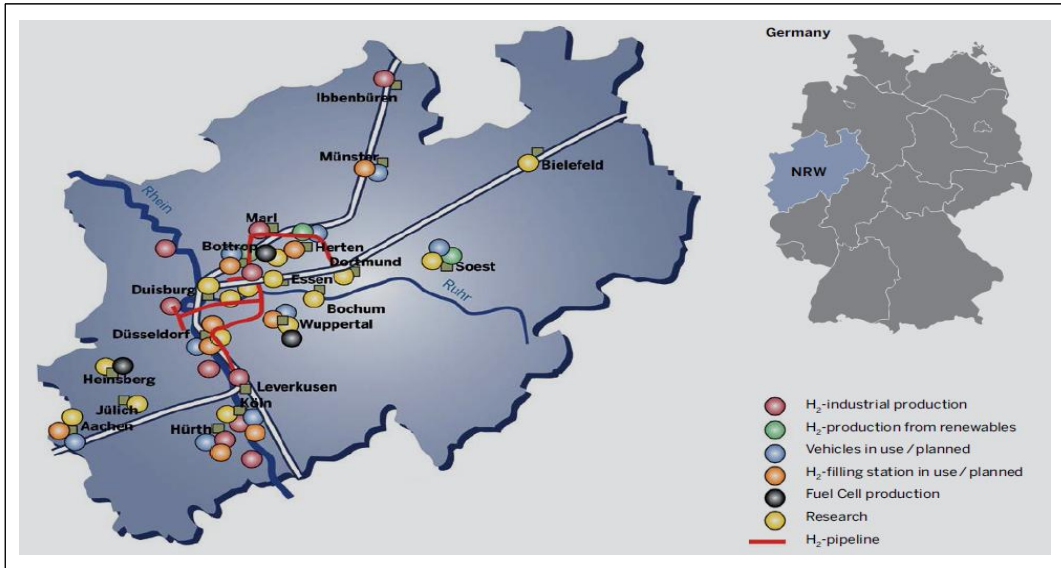 Germany
NRW
Ibbenbüren
Münster
Bielefeld
Rhein
Marl
Bottrop
Herten
Dortmund
Soest
Essen
Duisburg
Bochum
Ruhr
Wuppertal
Düsseldorf
Heinsberg
Leverkusen
Jülich
Köln
Aachen
Hürth
H₂-industrial production
H₂-production from renewables
Vehicles in use / planned
H₂-filling station in use / planned
Fuel Cell production
Research
H₂-pipeline